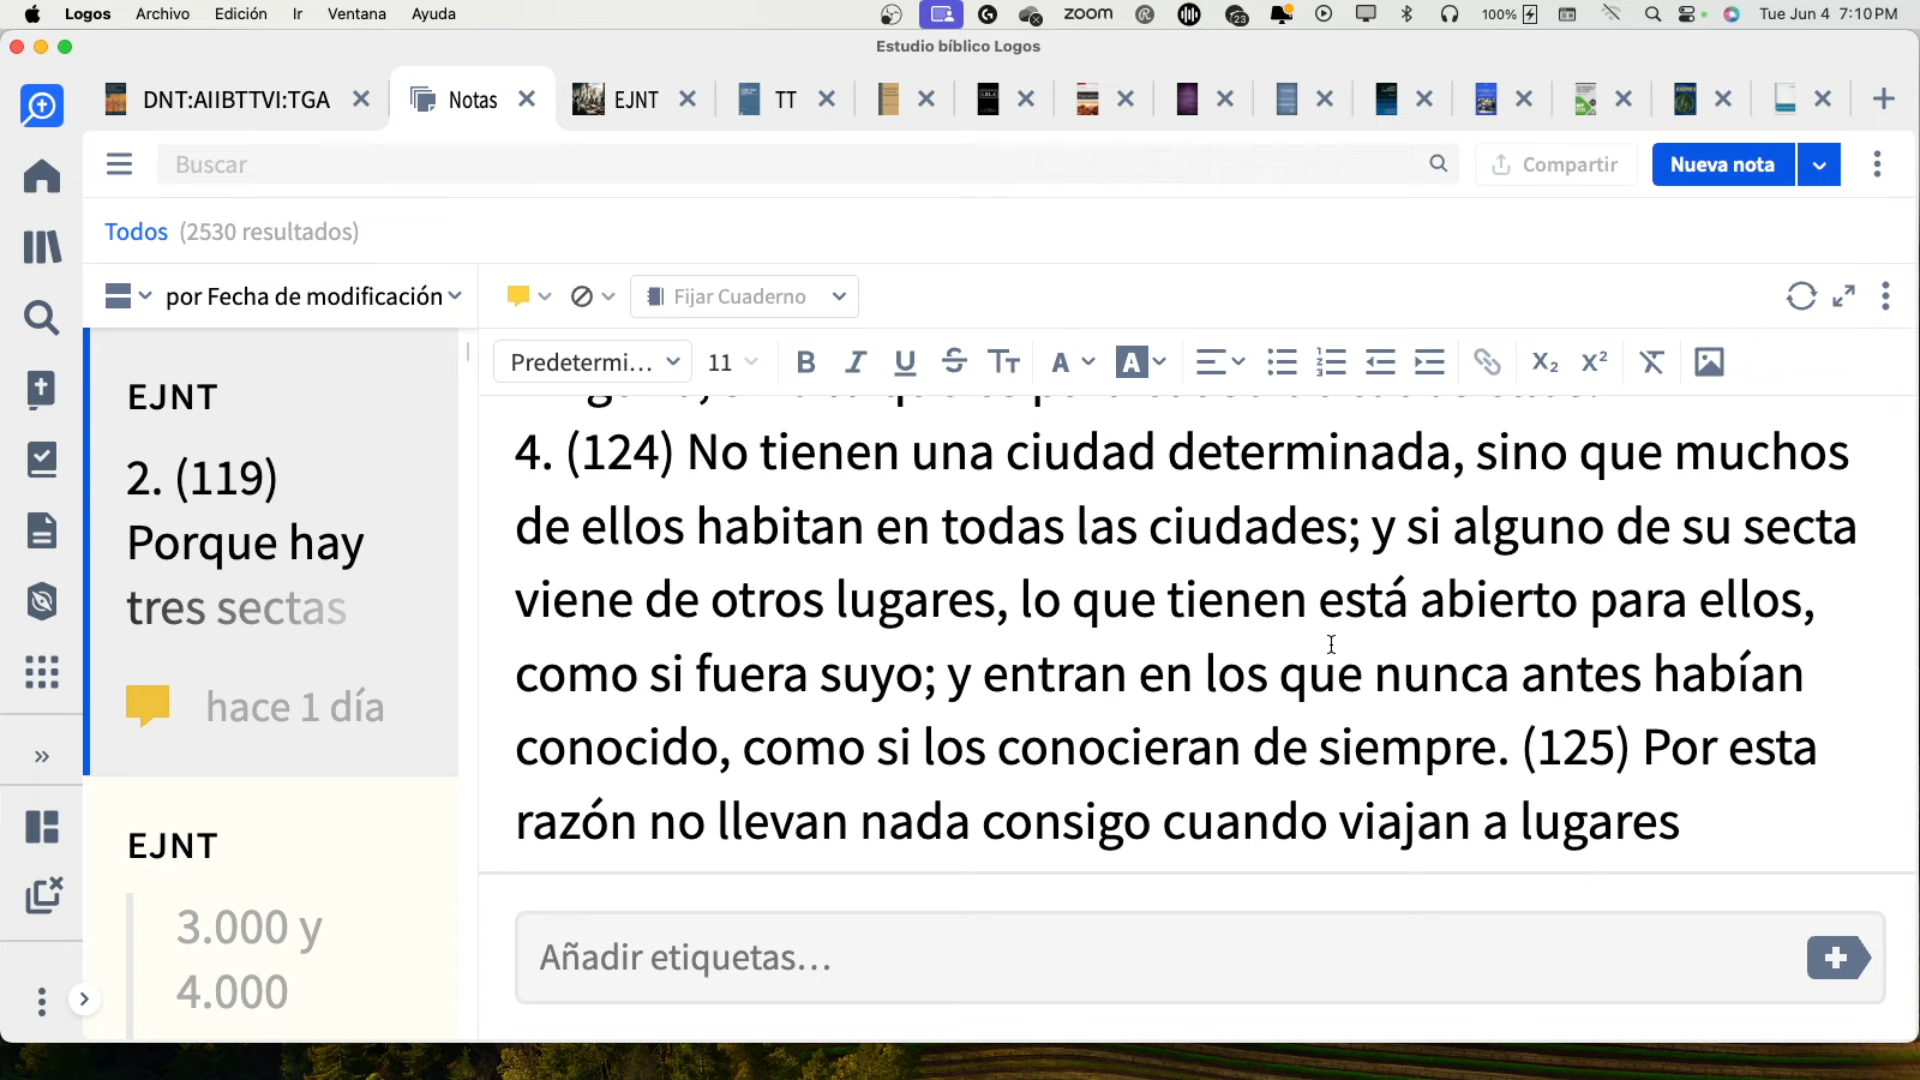 Logos Archivo Edición Ir Ventana Ayuda
zoom 23 100% Tue Jun 4 7:10 PM
Estudio bíblico Logos
DNT:AIIBTTVI:TGA Notas EJNT TT
Buscar Compartir Nueva nota
Todos (2530 resultados)
por Fecha de modificación Fijar Cuaderno
Predetermi... 11 B I U S Tт A A X₂ X²
EJNT
2. (119)
Porque hay
tres sectas
hace 1 día
EJNT
3.000 y
4.000
4. (124) No tienen una ciudad determinada, sino que muchos
de ellos habitan en todas las ciudades; y si alguno de su secta
viene de otros lugares, lo que tienen está abierto para ellos,
como si fuera suyo; y entran en los que nunca antes habían
conocido, como si los conocieran de siempre. (125) Por esta
razón no llevan nada consigo cuando viajan a lugares
Añadir etiquetas...